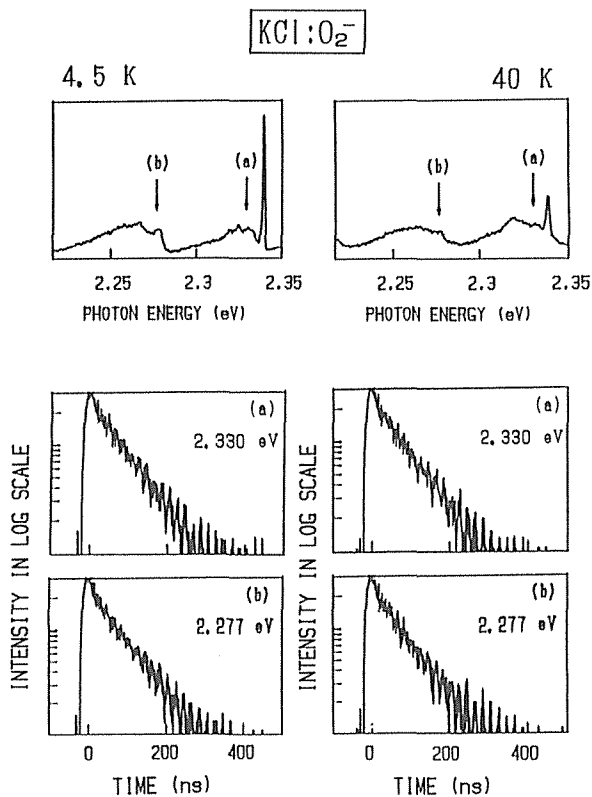 KCl:O₂⁻
4.5 K
40 K
(b) (a)
(b) (a)
2.25 2.3 2.35
2.25 2.3 2.35
PHOTON ENERGY (eV)
PHOTON ENERGY (eV)
INTENSITY IN LOG SCALE
(a)
2.330 eV
(b)
2.277 eV
0 200 400
TIME (ns)
INTENSITY IN LOG SCALE
(a)
2.330 eV
(b)
2.277 eV
0 200 400
TIME (ns)